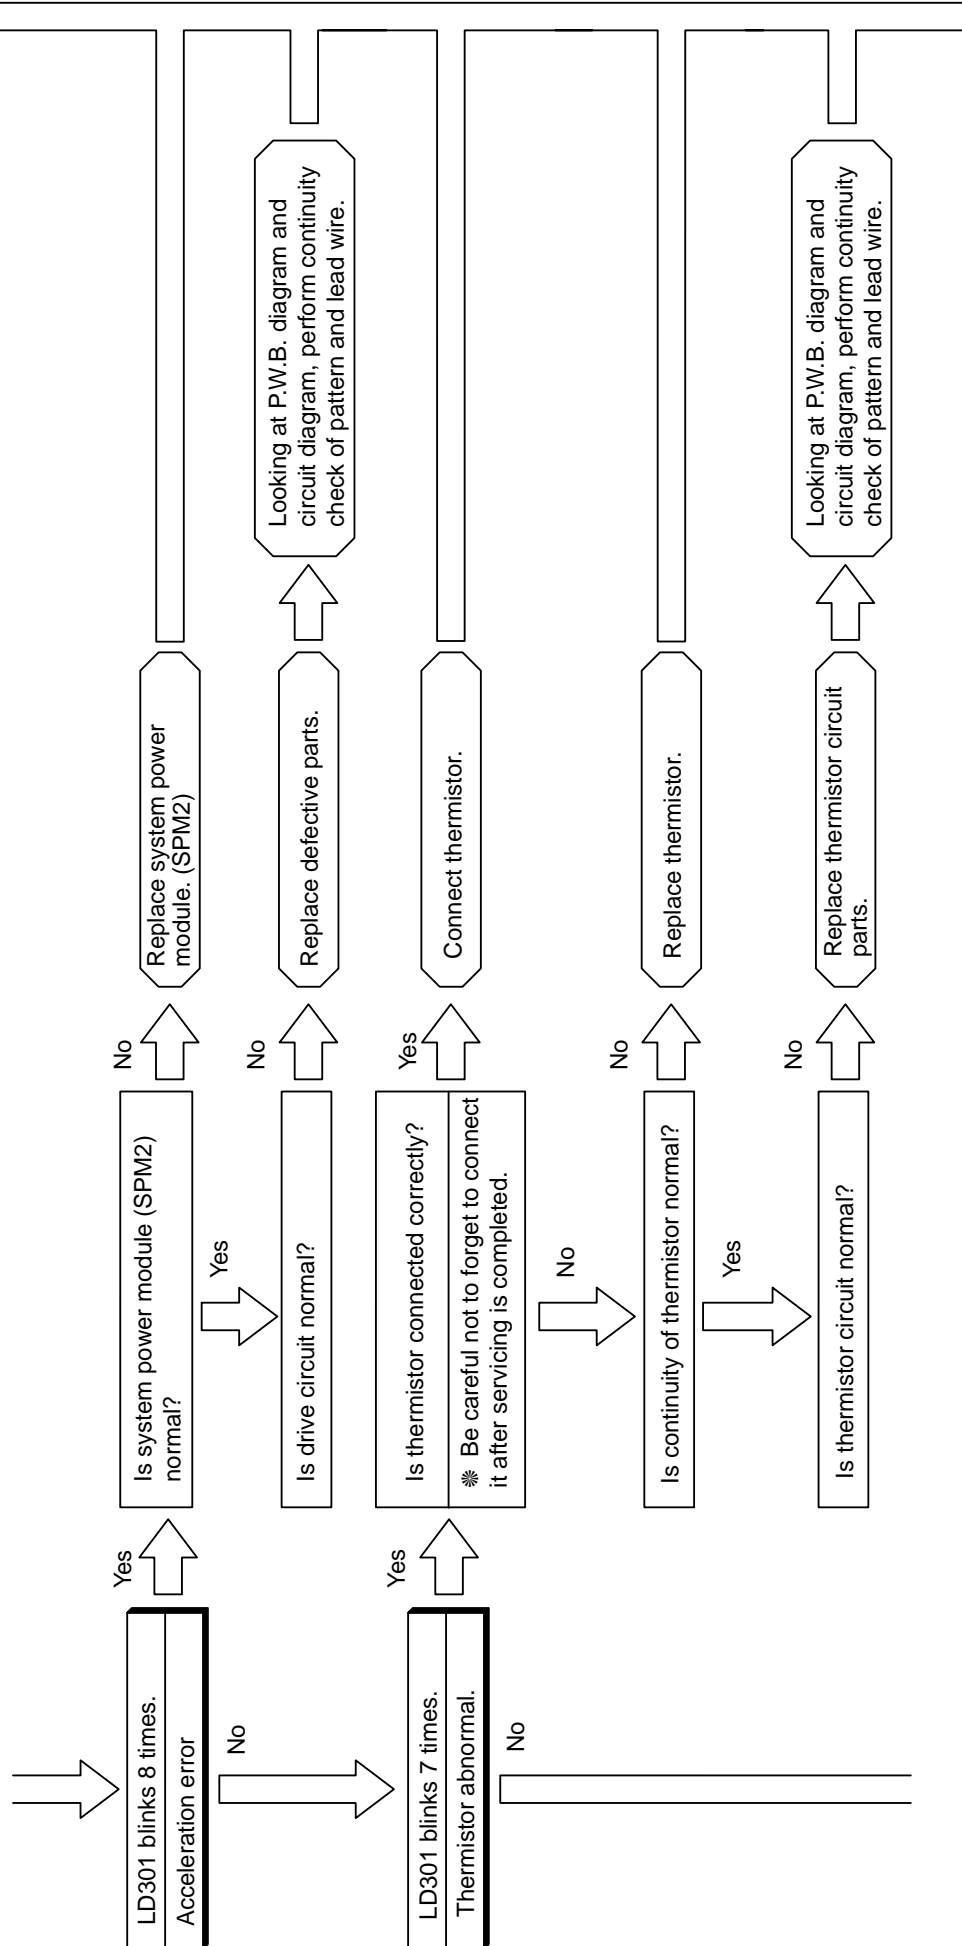 LD301 blinks 8 times.
Acceleration error
Yes
Is system power module (SPM2)
normal?
No
Replace system power
module. (SPM2)
Yes
Is drive circuit normal?
No
Replace defective parts.
Looking at P.W.B. diagram and
circuit diagram, perform continuity
check of pattern and lead wire.
No
LD301 blinks 7 times.
Thermistor abnormal.
Yes
Is thermistor connected correctly?
❋ Be careful not to forget to connect
it after servicing is completed.
Yes
Connect thermistor.
No
Is continuity of thermistor normal?
No
Replace thermistor.
Yes
Is thermistor circuit normal?
No
Replace thermistor circuit
parts.
Looking at P.W.B. diagram and
circuit diagram, perform continuity
check of pattern and lead wire.
No